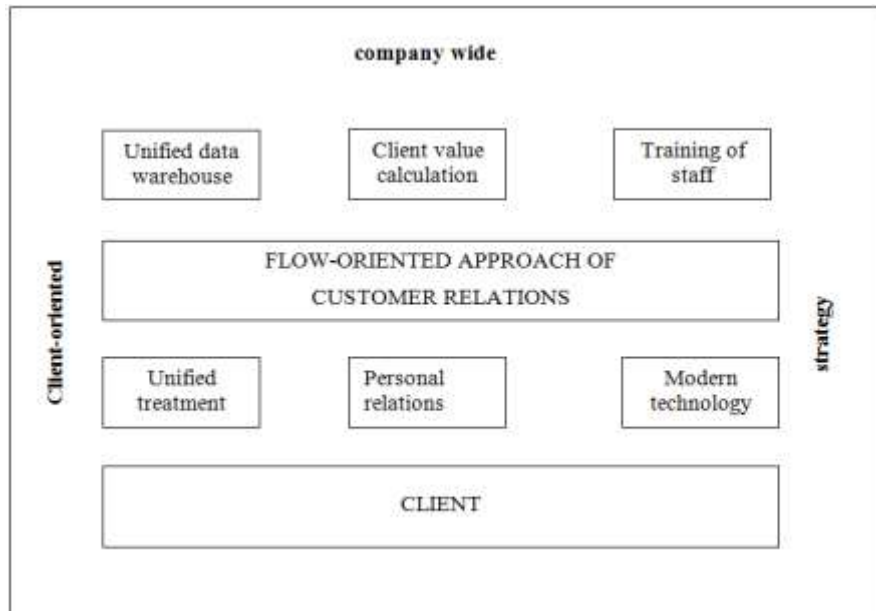 company wide
Unified data
warehouse
Client value
calculation
Training of
staff
Client-oriented
FLOW-ORIENTED APPROACH OF
CUSTOMER RELATIONS
strategy
Unified
treatment
Personal
relations
Modern
technology
CLIENT